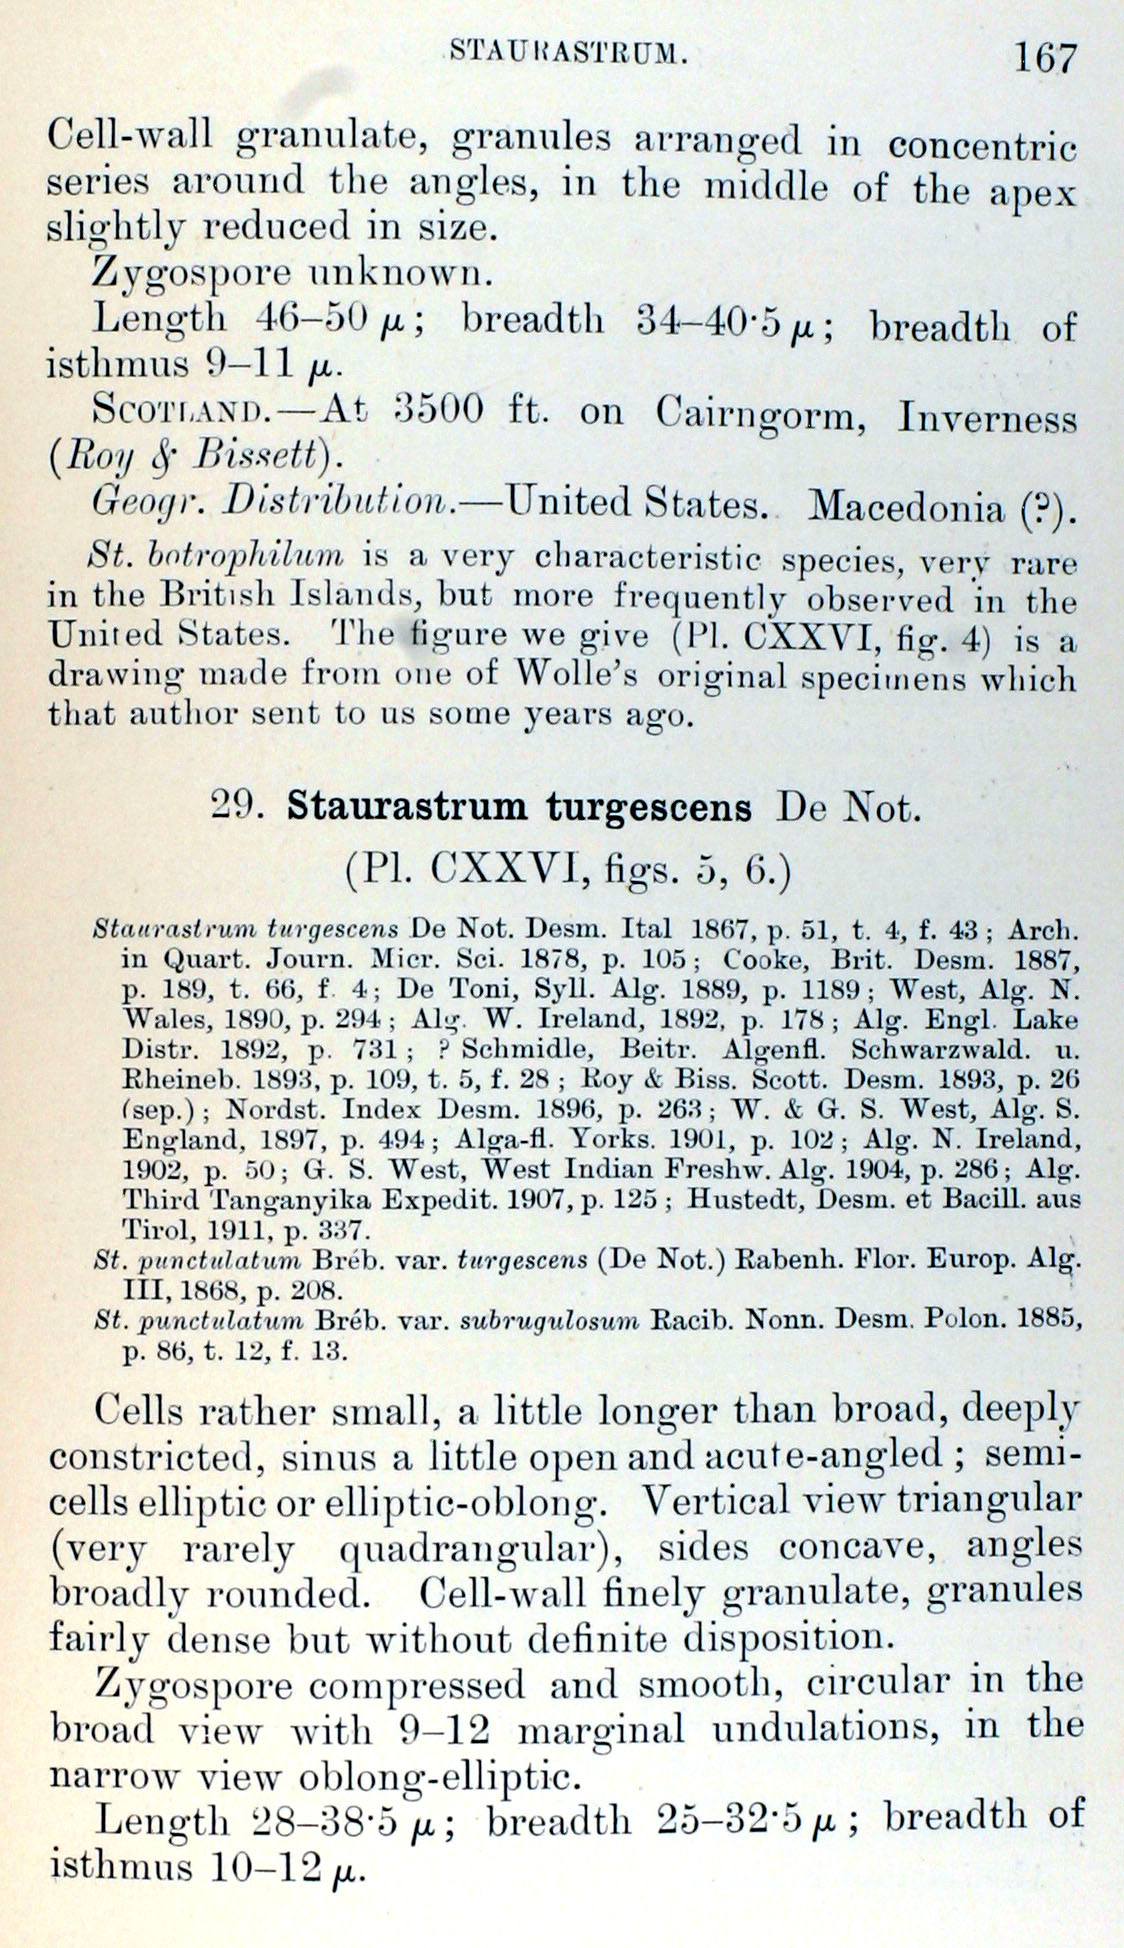 STAURASTRUM. 167
Cell-wall granulate, granules arranged in concentric
series around the angles, in the middle of the apex
slightly reduced in size.
Zygospore unknown.
Length 46–50 μ; breadth 34–40·5 μ; breadth of
isthmus 9–11 μ.
SCOTLAND.—At 3500 ft. on Cairngorm, Inverness
(Roy & Bissett).
Geogr. Distribution.—United States. Macedonia (?).
St. botrophilum is a very characteristic species, very rare
in the British Islands, but more frequently observed in the
United States. The figure we give (Pl. CXXVI, fig. 4) is a
drawing made from one of Wolle's original specimens which
that author sent to us some years ago.
29. Staurastrum turgescens De Not.
(Pl. CXXVI, figs. 5, 6.)
Staurastrum turgescens De Not. Desm. Ital 1867, p. 51, t. 4, f. 43; Arch.
in Quart. Journ. Micr. Sci. 1878, p. 105; Cooke, Brit. Desm. 1887,
p. 189, t. 66, f. 4; De Toni, Syll. Alg. 1889, p. 1189; West, Alg. N.
Wales, 1890, p. 294; Alg. W. Ireland, 1892, p. 178; Alg. Engl. Lake
Distr. 1892, p. 731; ? Schmidle, Beitr. Algenfl. Schwarzwald. u.
Rheineb. 1893, p. 109, t. 5, f. 28; Roy & Biss. Scott. Desm. 1893, p. 26
(sep.); Nordst. Index Desm. 1896, p. 263; W. & G. S. West, Alg. S.
England, 1897, p. 494; Alga-fl. Yorks. 1901, p. 102; Alg. N. Ireland,
1902, p. 50; G. S. West, West Indian Freshw. Alg. 1904, p. 286; Alg.
Third Tanganyika Expedit. 1907, p. 125; Hustedt, Desm. et Bacill. aus
Tirol, 1911, p. 337.
St. punctulatum Bréb. var. turgescens (De Not.) Rabenh. Flor. Europ. Alg.
III, 1868, p. 208.
St. punctulatum Bréb. var. subrugulosum Racib. Nonn. Desm. Polon. 1885,
p. 86, t. 12, f. 13.
Cells rather small, a little longer than broad, deeply
constricted, sinus a little open and acute-angled; semi-
cells elliptic or elliptic-oblong. Vertical view triangular
(very rarely quadrangular), sides concave, angles
broadly rounded. Cell-wall finely granulate, granules
fairly dense but without definite disposition.
Zygospore compressed and smooth, circular in the
broad view with 9–12 marginal undulations, in the
narrow view oblong-elliptic.
Length 28–38·5 μ; breadth 25–32·5 μ; breadth of
isthmus 10–12 μ.